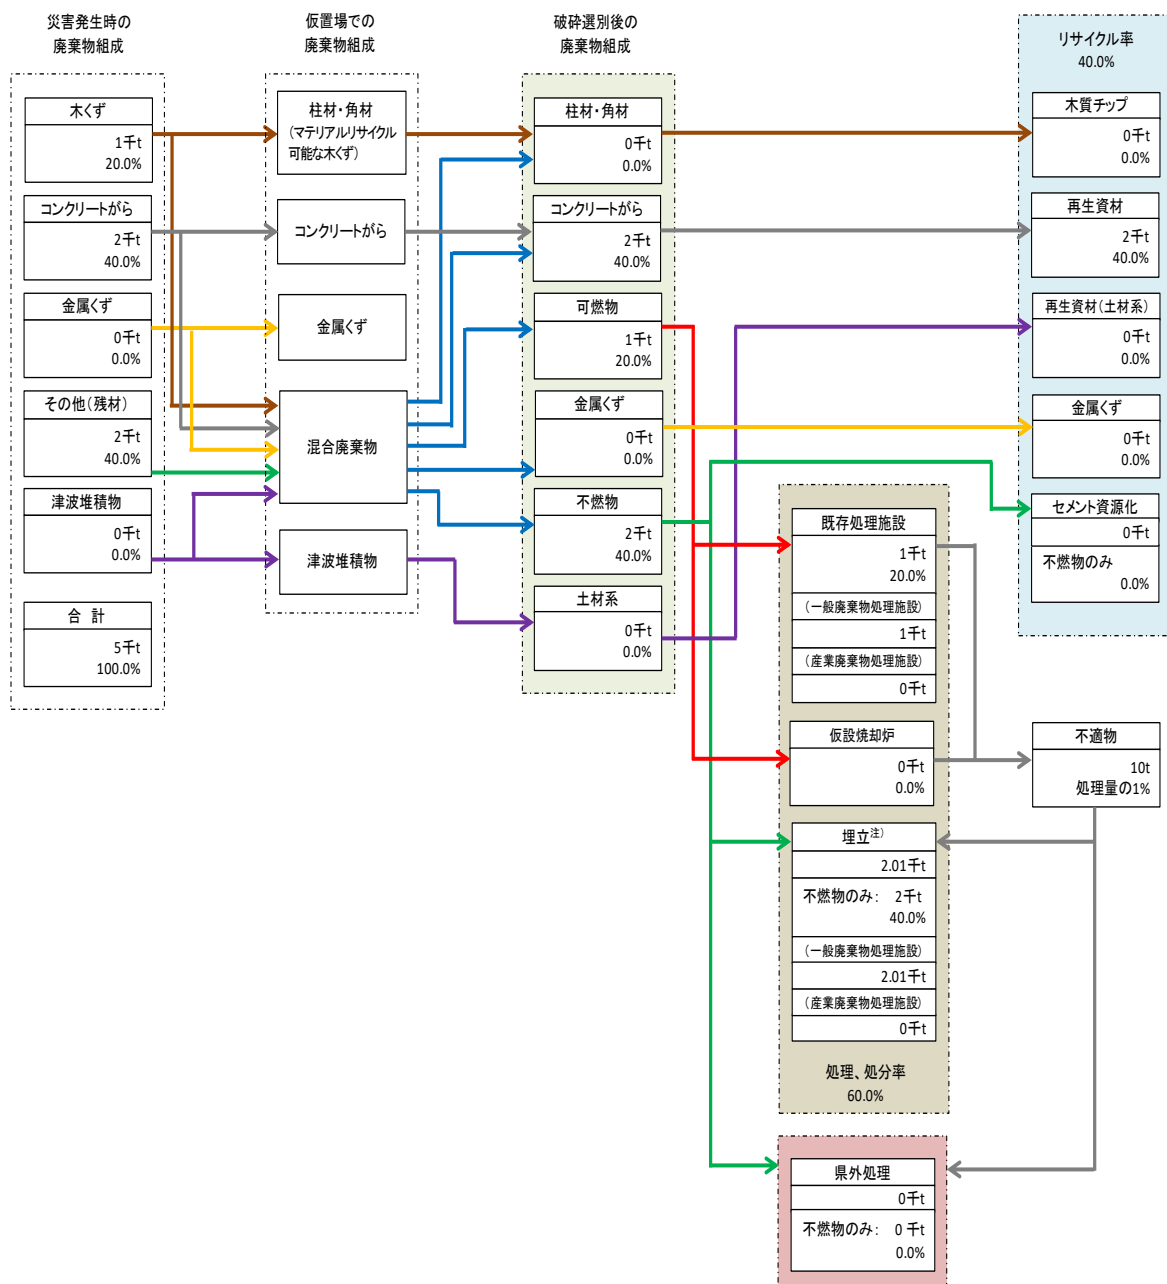 災害発生時の
廃棄物組成
木くず
1千t
20.0%
コンクリートがら
2千t
40.0%
金属くず
0千t
0.0%
その他(残材)
2千t
40.0%
津波堆積物
0千t
0.0%
合 計
5千t
100.0%
仮置場での
廃棄物組成
柱材・角材
(マテリアルリサイクル
可能な木くず)
コンクリートがら
金属くず
混合廃棄物
津波堆積物
破砕選別後の
廃棄物組成
柱材・角材
0千t
0.0%
コンクリートがら
2千t
40.0%
可燃物
1千t
20.0%
金属くず
0千t
0.0%
不燃物
2千t
40.0%
土材系
0千t
0.0%
既存処理施設
1千t
20.0%
(一般廃棄物処理施設)
1千t
(産業廃棄物処理施設)
0千t
仮設焼却炉
0千t
0.0%
埋立注)
2.01千t
不燃物のみ: 2千t
40.0%
(一般廃棄物処理施設)
2.01千t
(産業廃棄物処理施設)
0千t
処理、処分率
60.0%
県外処理
0千t
不燃物のみ: 0 千t
0.0%
リサイクル率
40.0%
木質チップ
0千t
0.0%
再生資材
2千t
40.0%
再生資材(土材系)
0千t
0.0%
金属くず
0千t
0.0%
セメント資源化
0千t
不燃物のみ
0.0%
不適物
10t
処理量の1%